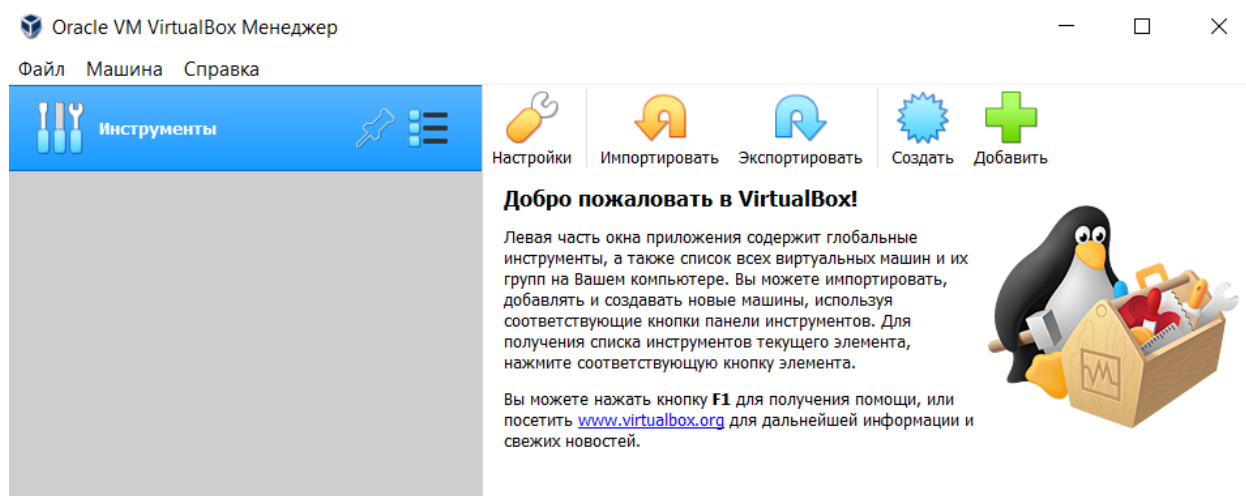 Oracle VM VirtualBox Менеджер
Файл Машина Справка
Инструменты
Настройки Импортировать Экспортировать Создать Добавить
Добро пожаловать в VirtualBox!
Левая часть окна приложения содержит глобальные
инструменты, а также список всех виртуальных машин и их
групп на Вашем компьютере. Вы можете импортировать,
добавлять и создавать новые машины, используя
соответствующие кнопки панели инструментов. Для
получения списка инструментов текущего элемента,
нажмите соответствующую кнопку элемента.
Вы можете нажать кнопку F1 для получения помощи, или
посетить www.virtualbox.org для дальнейшей информации и
свежих новостей.